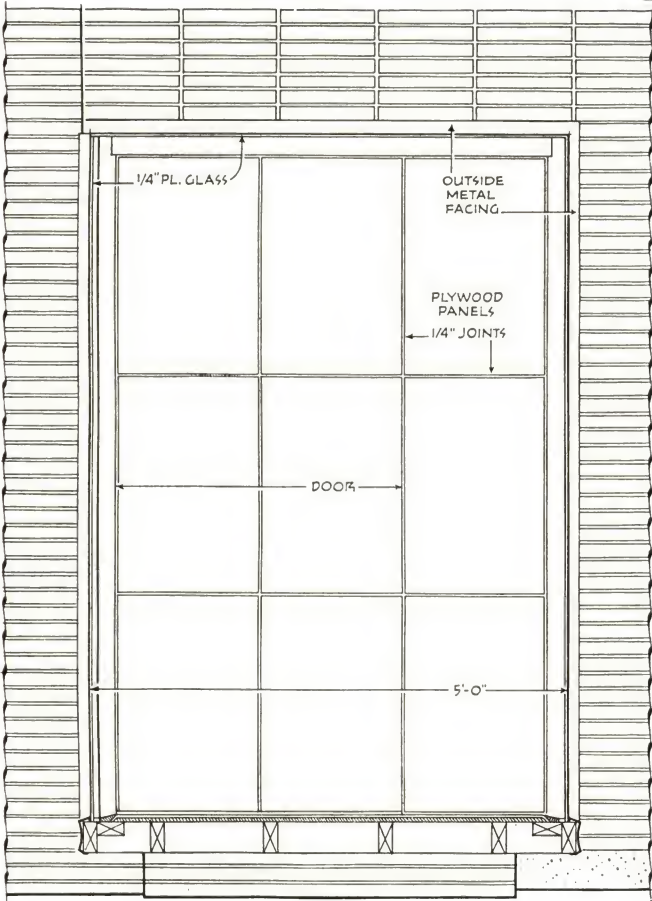 1/4" PL. GLASS
OUTSIDE
METAL
FACING
PLYWOOD
PANELS
1/4" JOINTS
DOOR
5'-0"